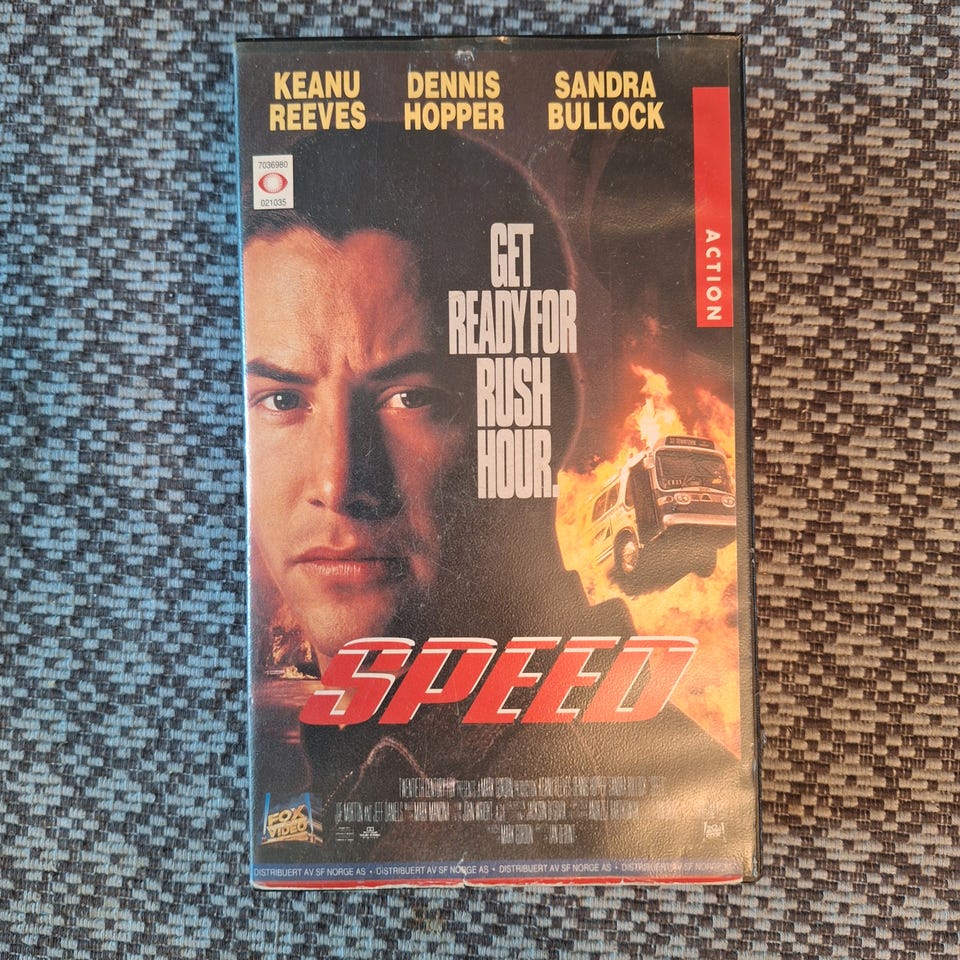 KEANU REEVES
DENNIS HOPPER
SANDRA BULLOCK
7036980
021035
ACTION
GET
READY FOR
RUSH
HOUR.
SPEED
FOX
VIDEO
DISTRIBUERT AV SF NORGE AS • DISTRIBUERT AV SF NORGE AS • DISTRIBUERT AV SF NORGE AS • DISTRIBUERT AV SF NORGE AS